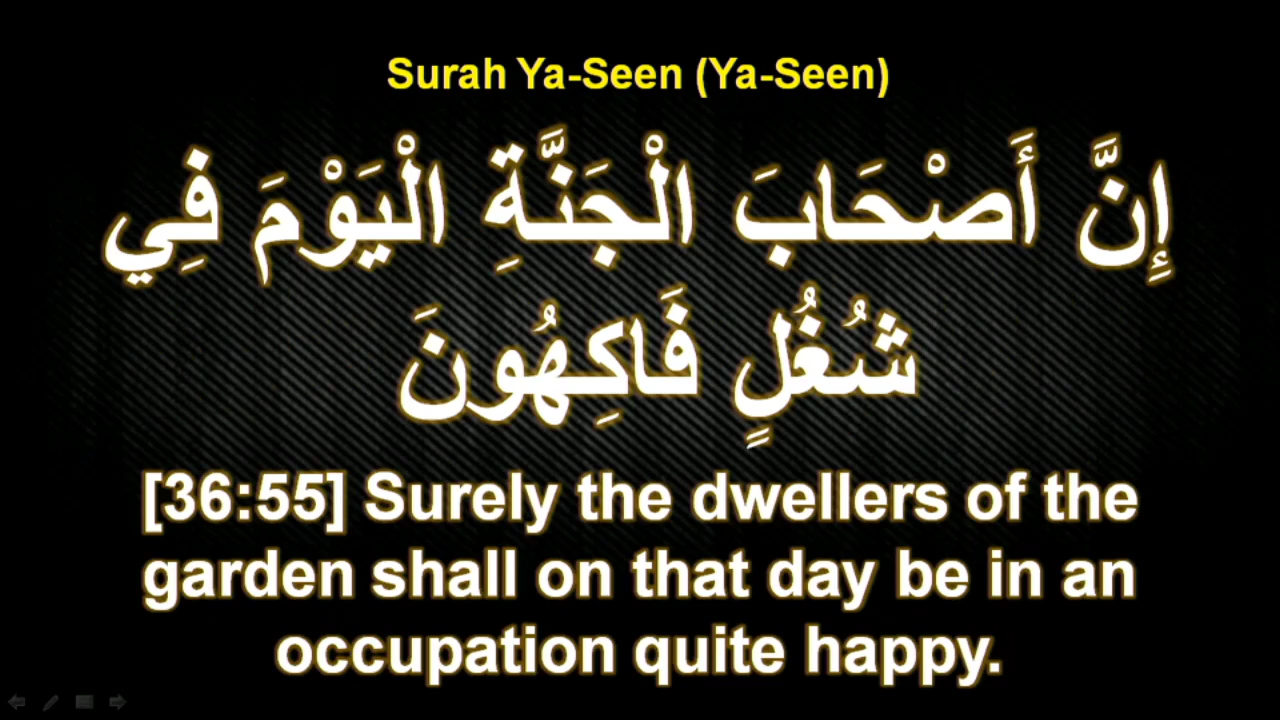 Surah Ya-Seen (Ya-Seen)
إِنَّ أَصْحَابَ الْجَنَّةِ الْيَوْمَ فِي
شُغُلٍ فَاكِهُونَ
[36:55] Surely the dwellers of the
garden shall on that day be in an
occupation quite happy.